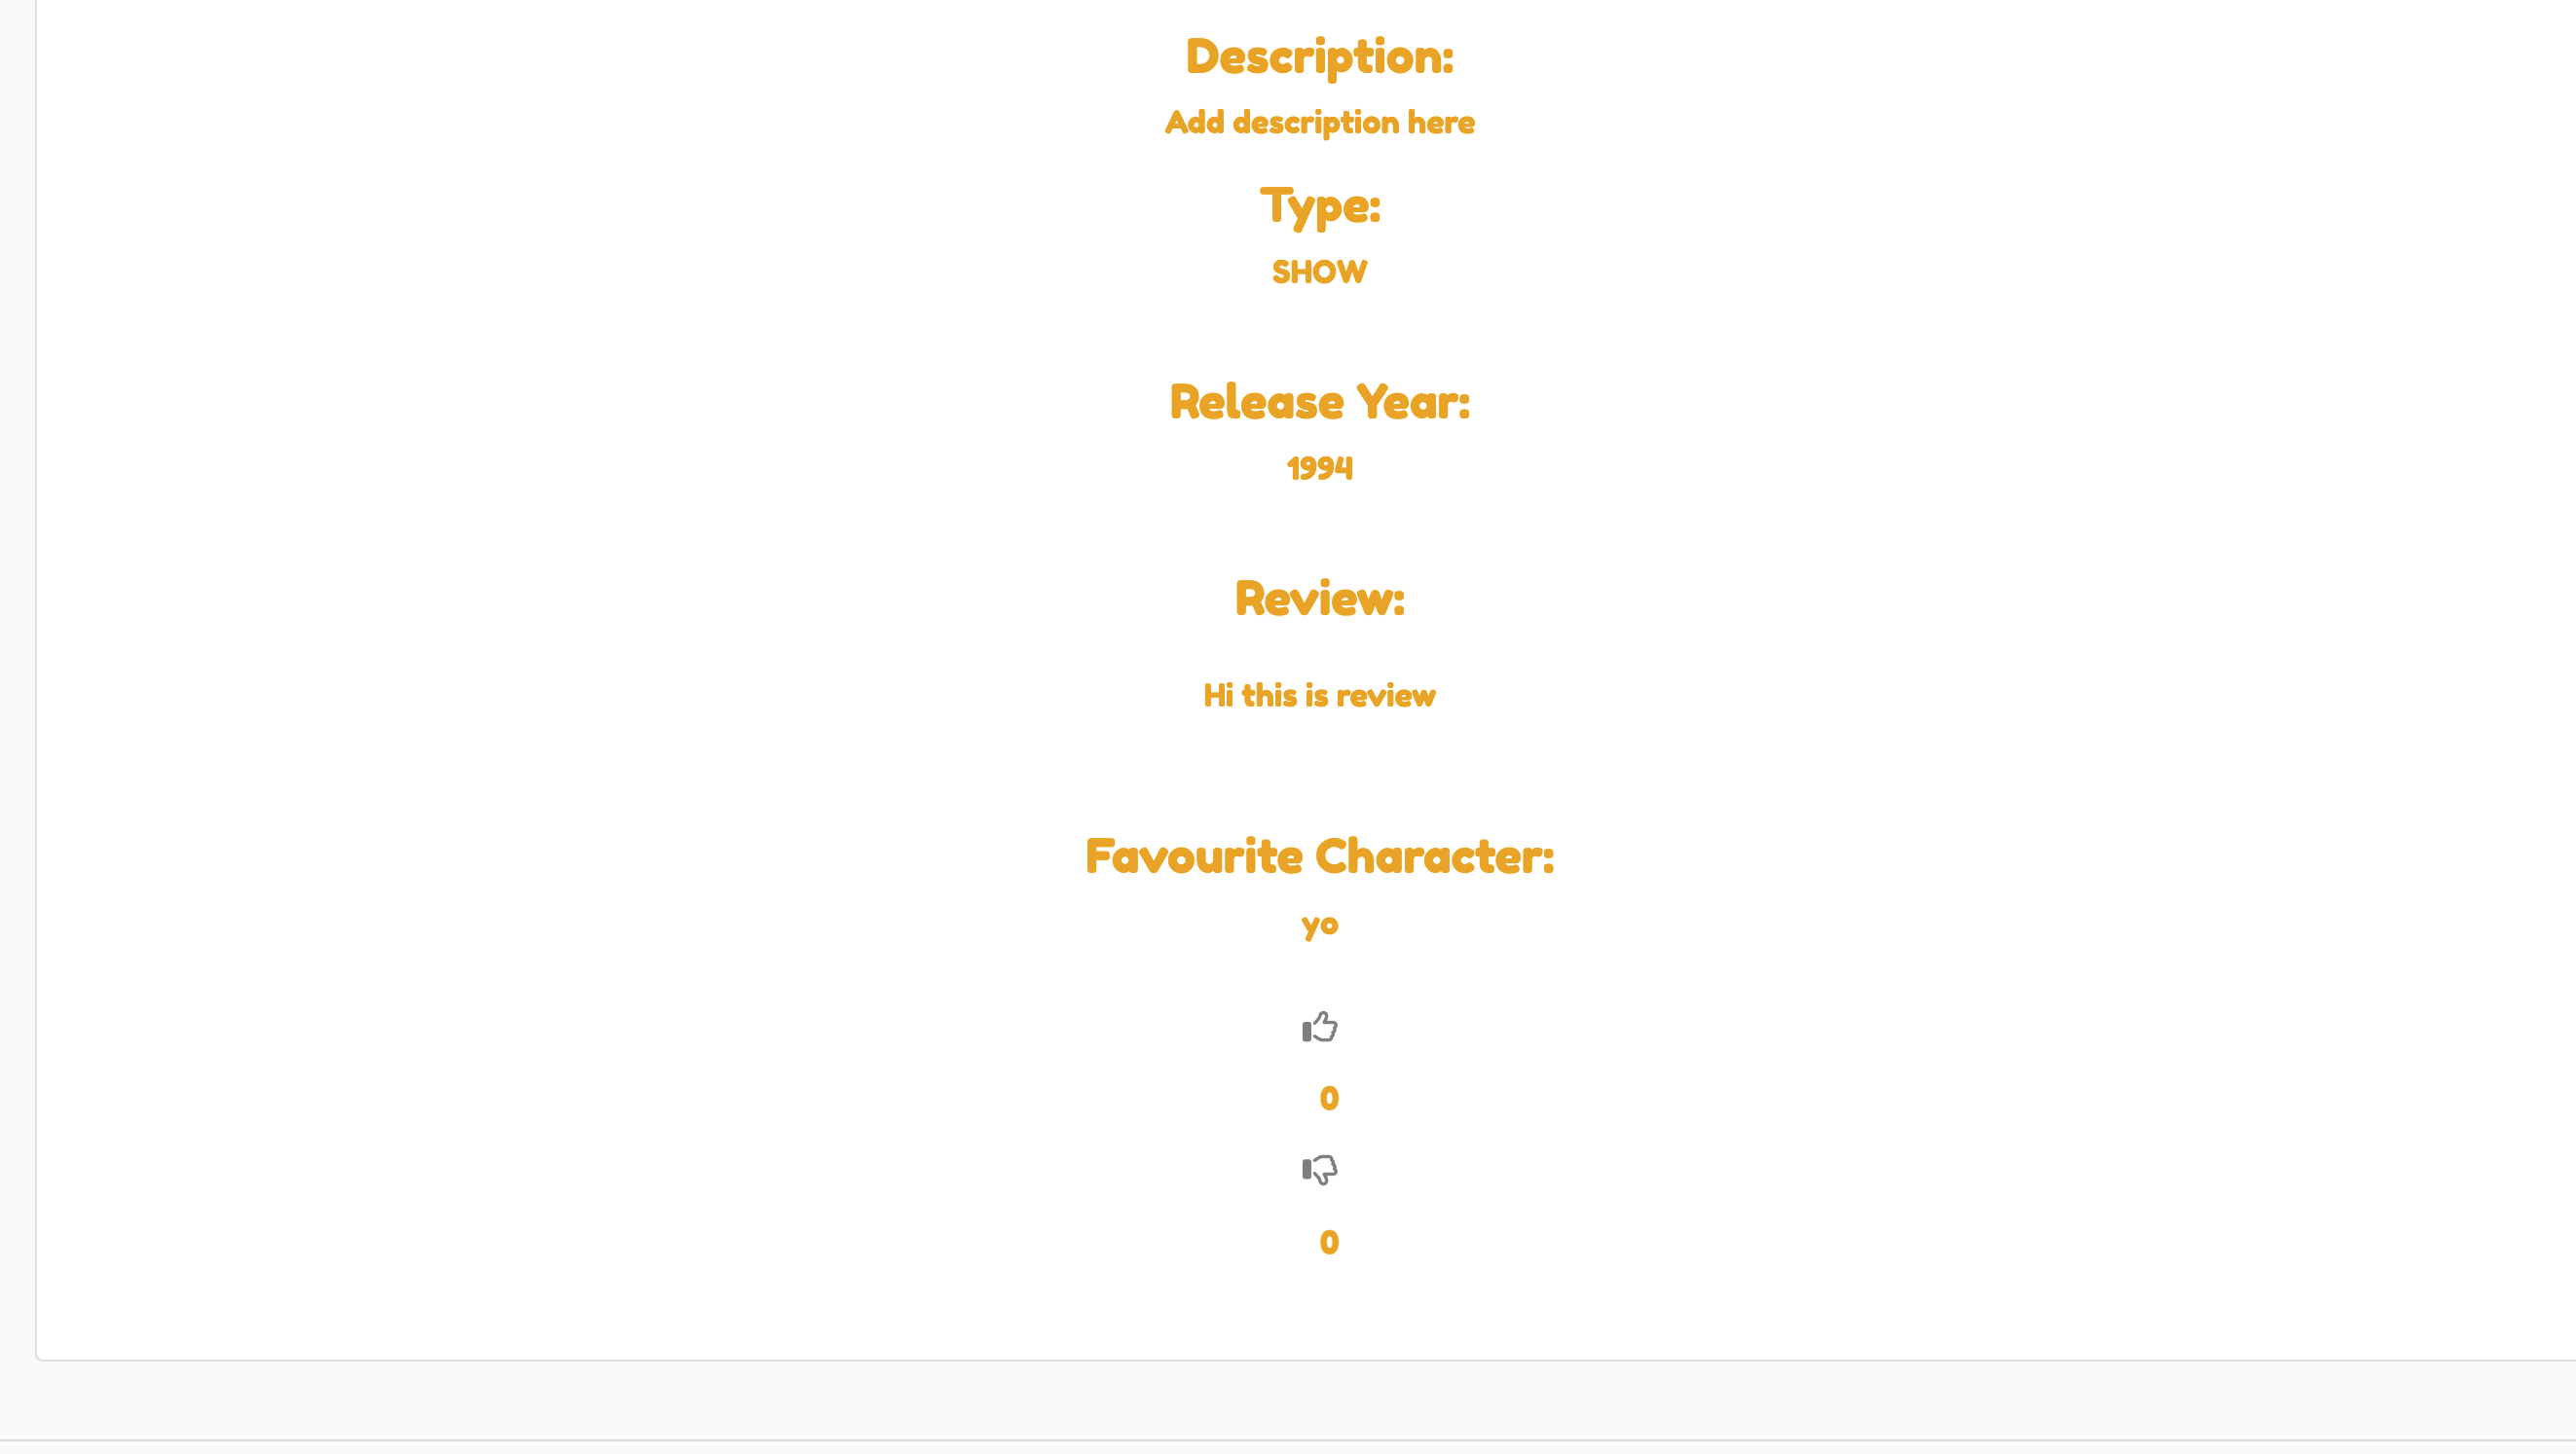 Description:
Add description here
Type:
SHOW
Release Year:
1994
Review:
Hi this is review
Favourite Character:
yo
0
0